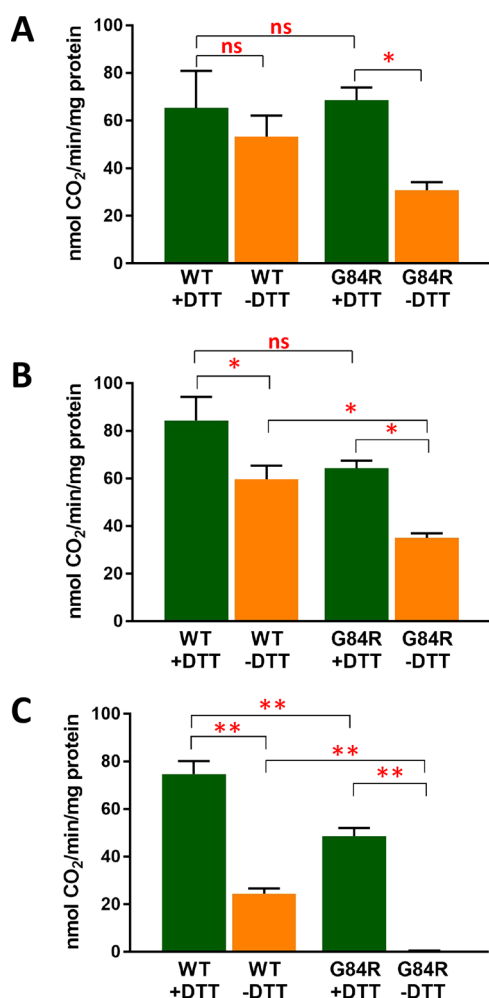 A
ns
ns
*
nmol CO2/min/mg protein
100
80
60
40
20
0
WT WT G84R G84R
+DTT -DTT +DTT -DTT
B
ns
*
*
*
nmol CO2/min/mg protein
100
80
60
40
20
0
WT WT G84R G84R
+DTT -DTT +DTT -DTT
C
**
**
**
**
nmol CO2/min/mg protein
100
80
60
40
20
0
WT WT G84R G84R
+DTT -DTT +DTT -DTT